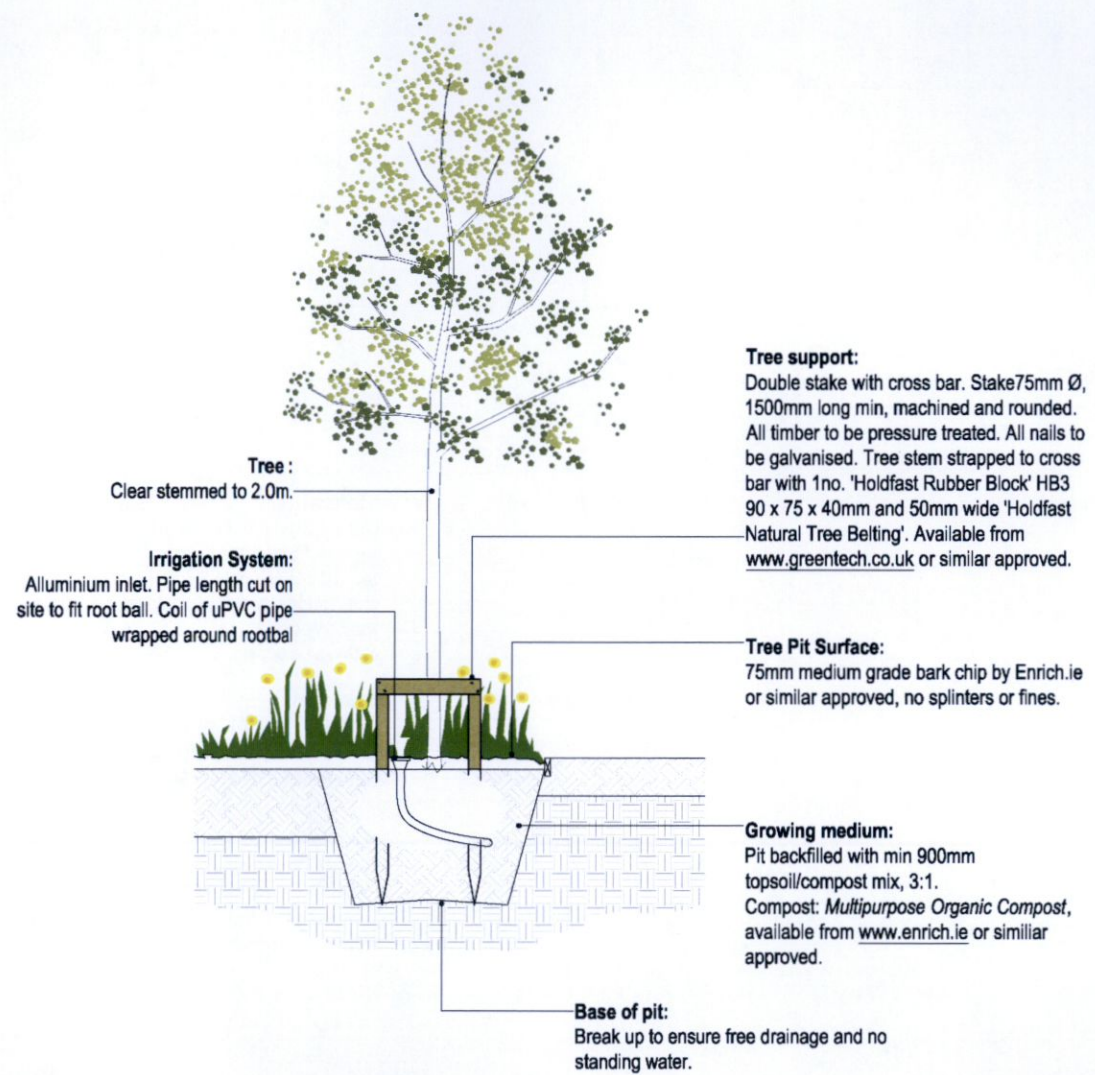 Tree support:
Double stake with cross bar. Stake75mm Ø,
1500mm long min, machined and rounded.
All timber to be pressure treated. All nails to
be galvanised. Tree stem strapped to cross
bar with 1no. 'Holdfast Rubber Block' HB3
90 x 75 x 40mm and 50mm wide 'Holdfast
Natural Tree Belting'. Available from
www.greentech.co.uk or similar approved.
Tree :
Clear stemmed to 2.0m.
Irrigation System:
Alluminium inlet. Pipe length cut on
site to fit root ball. Coil of uPVC pipe
wrapped around rootbal
Tree Pit Surface:
75mm medium grade bark chip by Enrich.ie
or similar approved, no splinters or fines.
Growing medium:
Pit backfilled with min 900mm
topsoil/compost mix, 3:1.
Compost: Multipurpose Organic Compost,
available from www.enrich.ie or similiar
approved.
Base of pit:
Break up to ensure free drainage and no
standing water.